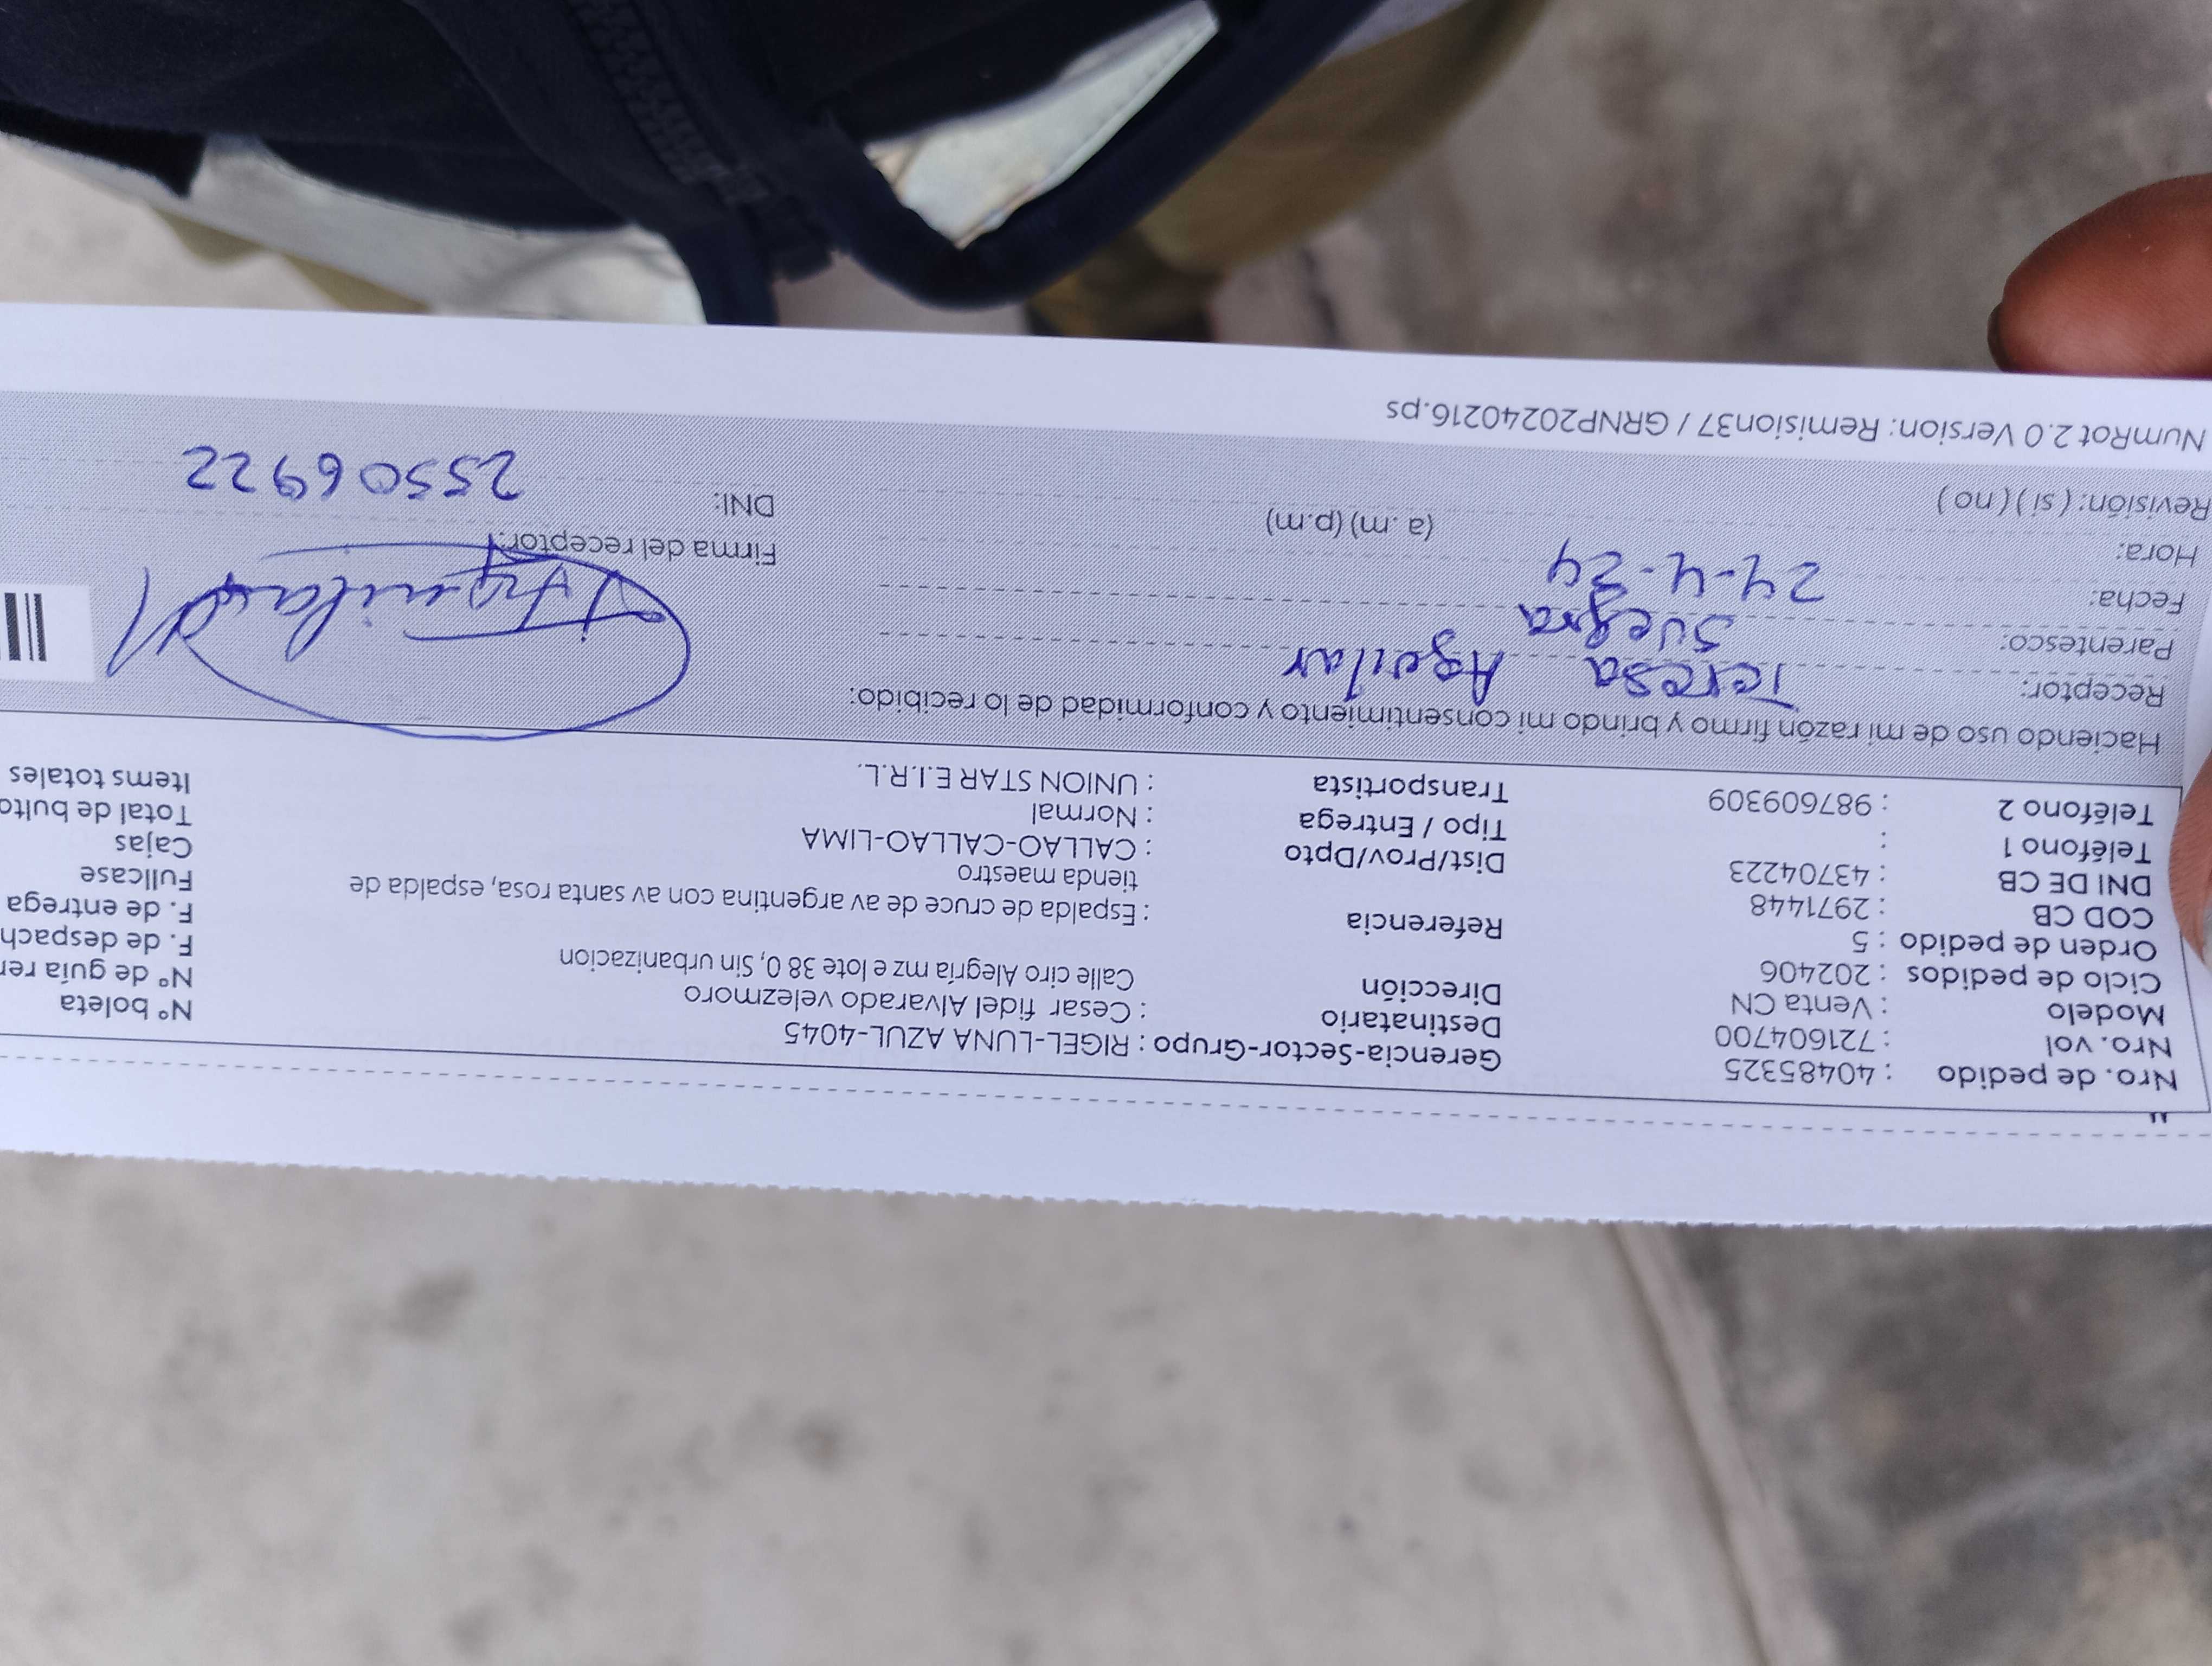 Nro. de pedido : 40485325
Nro. vol : 721604700
Modelo : Venta CN
Ciclo de pedidos : 202406
Orden de pedido : 5
COD CB : 2971448
DNI DE CB : 43704223
Teléfono 1 :
Teléfono 2 : 987609309
Gerencia-Sector-Grupo : RIGEL-LUNA AZUL-4045
Destinatario : Cesar fidel Alvarado velezmoro
Dirección Calle ciro Alegría mz e lote 38 0, Sin urbanizacion
Referencia : Espalda de cruce de av argentina con av santa rosa, espalda de
tienda maestro
Dist/Prov/Dpto : CALLAO-CALLAO-LIMA
Tipo / Entrega : Normal
Transportista : UNION STAR E.I.R.L.
N° boleta
N° de guía
F. de
F. de entrega
Fullcase
Cajas
Total de
Items totales
Haciendo uso de mi razón firmo y brindo mi consentimiento y conformidad de lo recibido:
Receptor: Teresa Aguilar
Parentesco: Suegra
Fecha: 24-4-24
Hora: (a .m) (p.m)
Revisión: ( si ) ( no )
Firma del receptor:
DNI: 25506922
NumRot 2.0 Version: Remision37 / GRNP20240216.ps